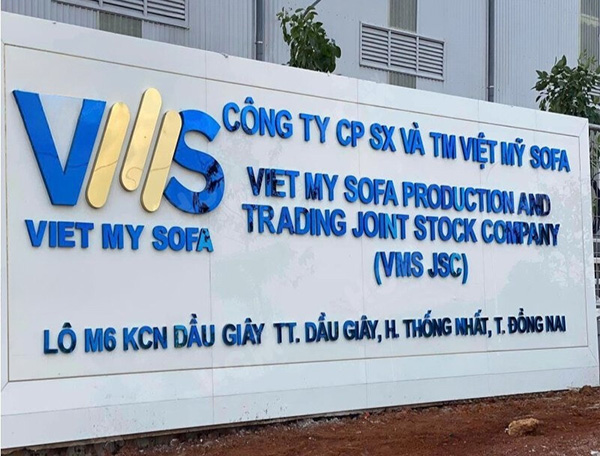 VMS
VIET MY SOFA
CÔNG TY CP SX VÀ TM VIỆT MỸ SOFA
VIET MY SOFA PRODUCTION AND
TRADING JOINT STOCK COMPANY
(VMS JSC)
LÔ M6 KCN DẦU GIÂY TT. DẦU GIÂY, H. THỐNG NHẤT, T. ĐỒNG NAI